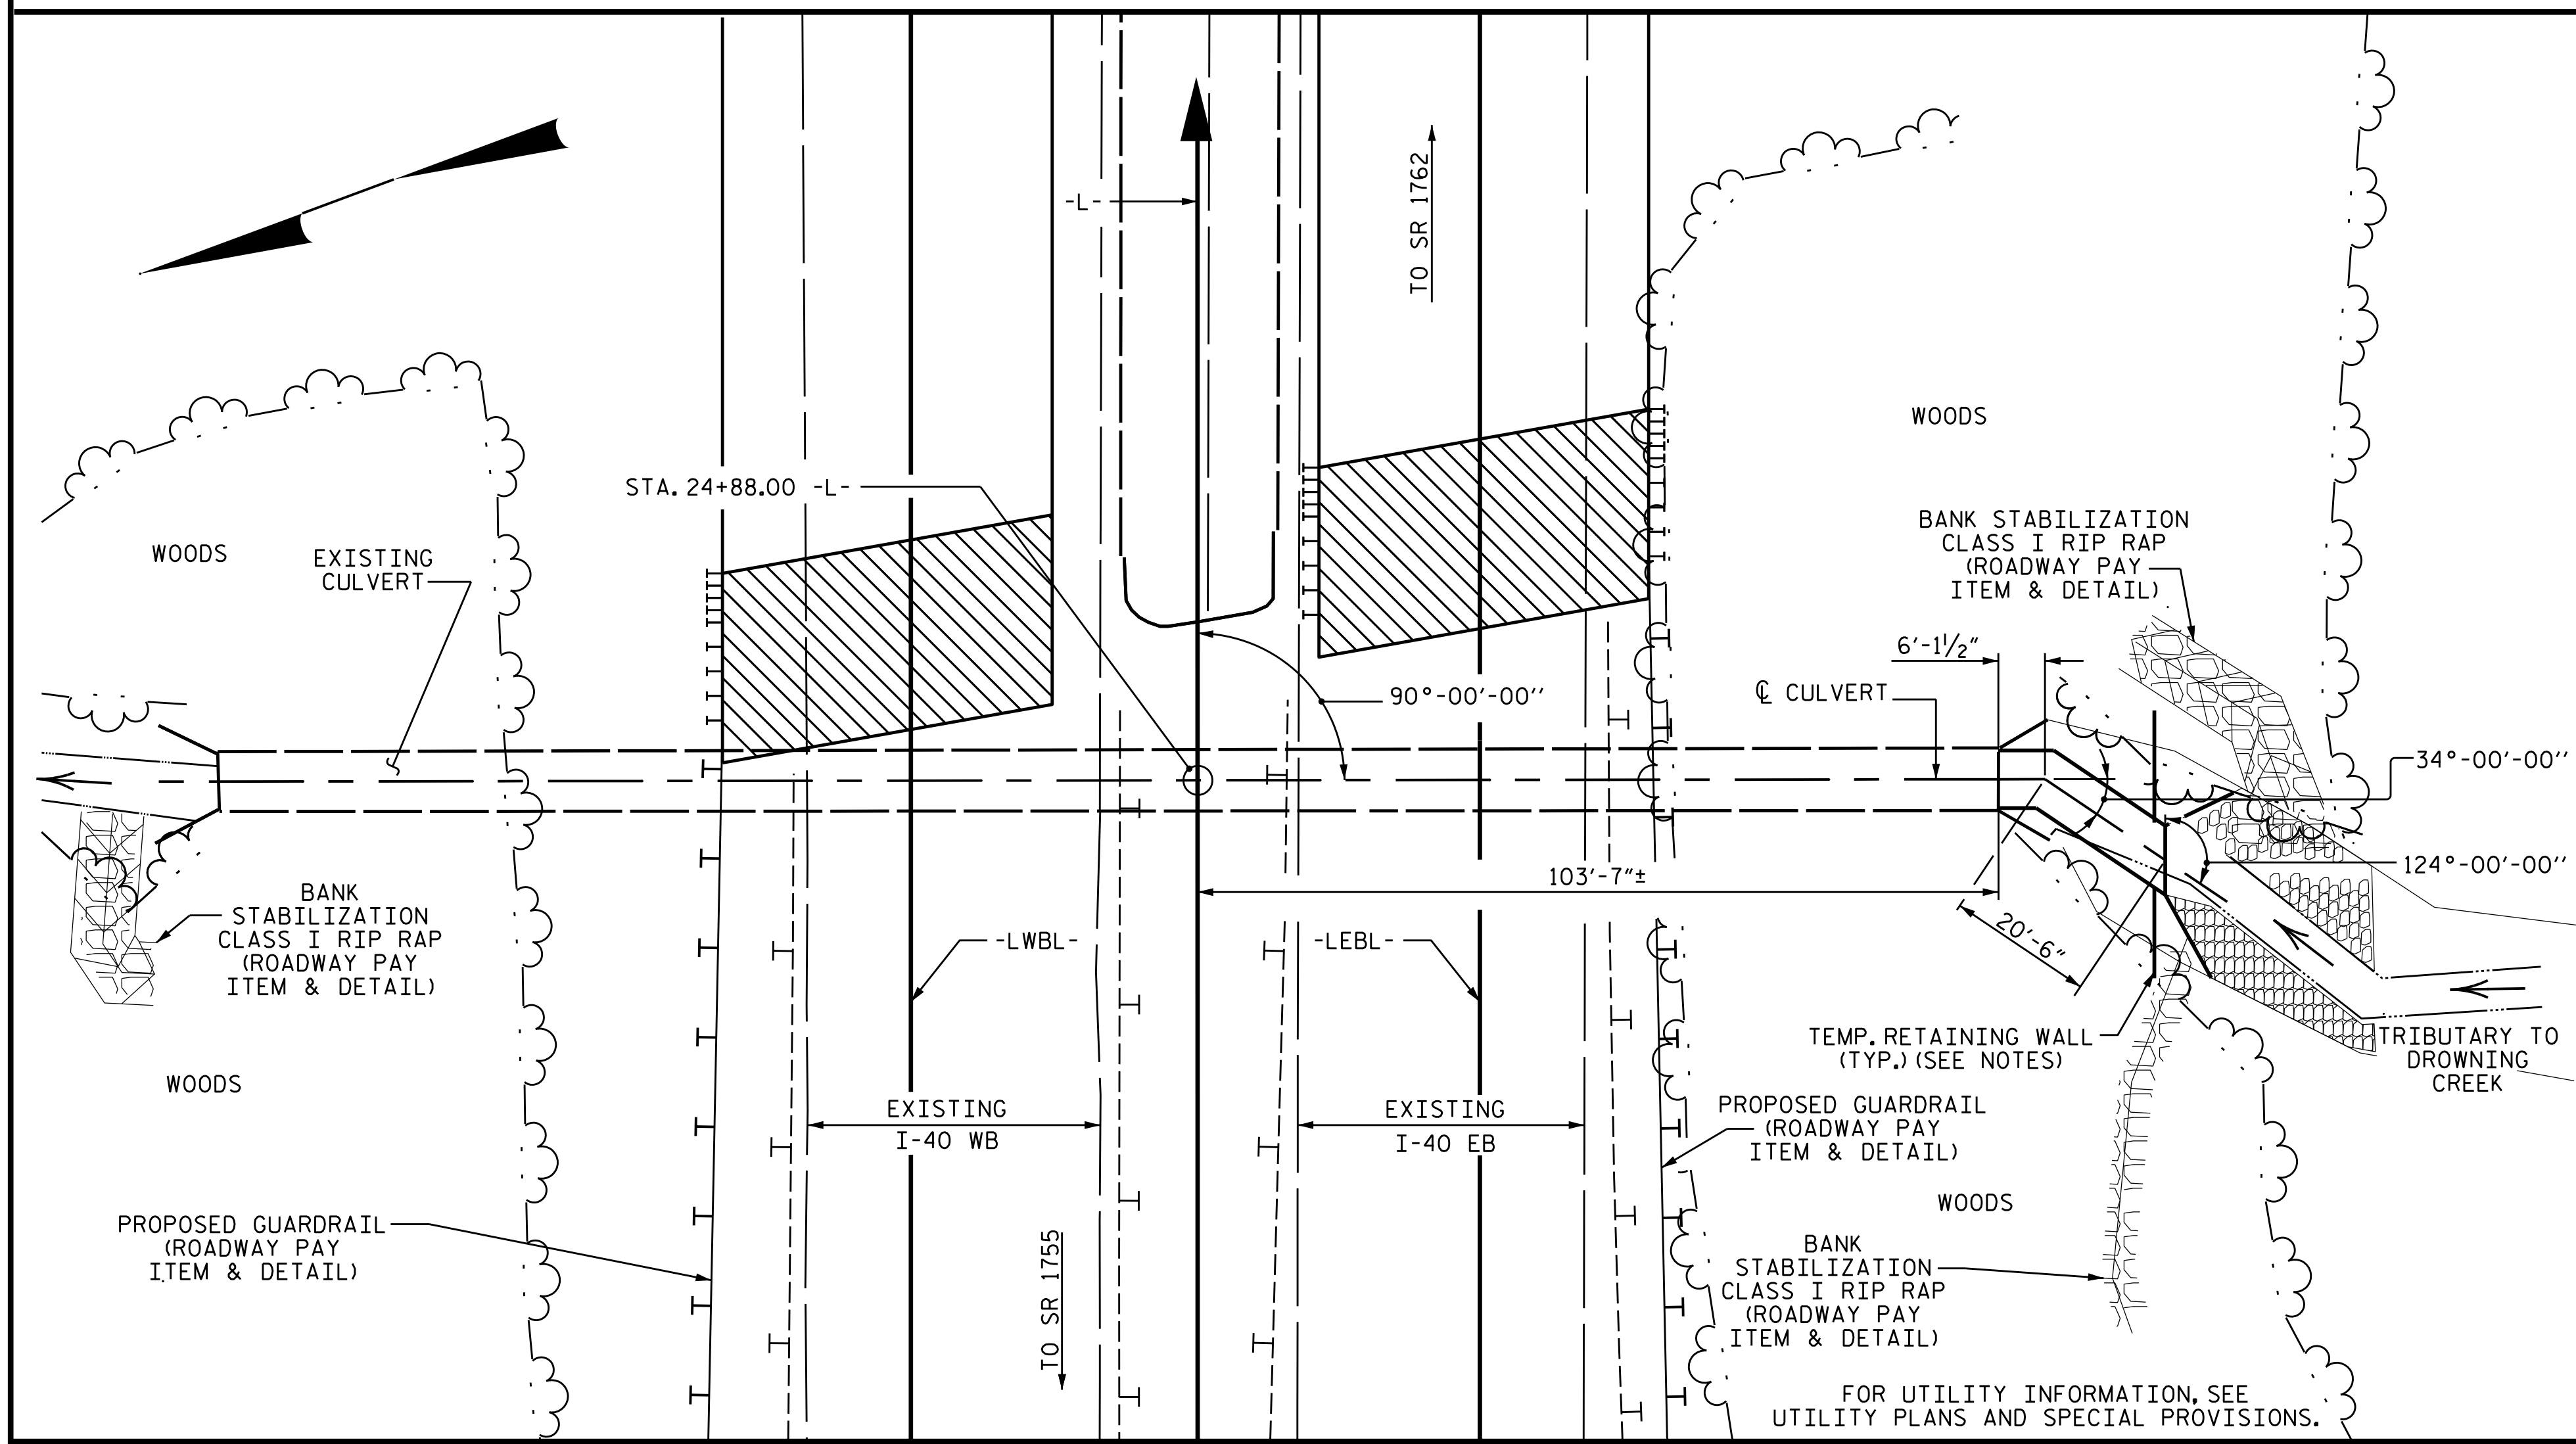 -L-
TO SR 1762
WOODS
STA. 24+88.00 -L-
BANK STABILIZATION
CLASS I RIP RAP
(ROADWAY PAY
ITEM & DETAIL)
WOODS
EXISTING
CULVERT
6'-1½"
90°-00'-00''
℄ CULVERT
34°-00'-00''
124°-00'-00''
103'-7"±
BANK
STABILIZATION
CLASS I RIP RAP
(ROADWAY PAY
ITEM & DETAIL)
20'-6"
-LWBL-
-LEBL-
TEMP. RETAINING WALL
(TYP.) (SEE NOTES)
TRIBUTARY TO
DROWNING
CREEK
WOODS
EXISTING
I-40 WB
EXISTING
I-40 EB
PROPOSED GUARDRAIL
(ROADWAY PAY
ITEM & DETAIL)
WOODS
PROPOSED GUARDRAIL
(ROADWAY PAY
ITEM & DETAIL)
TO SR 1755
BANK
STABILIZATION
CLASS I RIP RAP
(ROADWAY PAY
ITEM & DETAIL)
FOR UTILITY INFORMATION, SEE
UTILITY PLANS AND SPECIAL PROVISIONS.